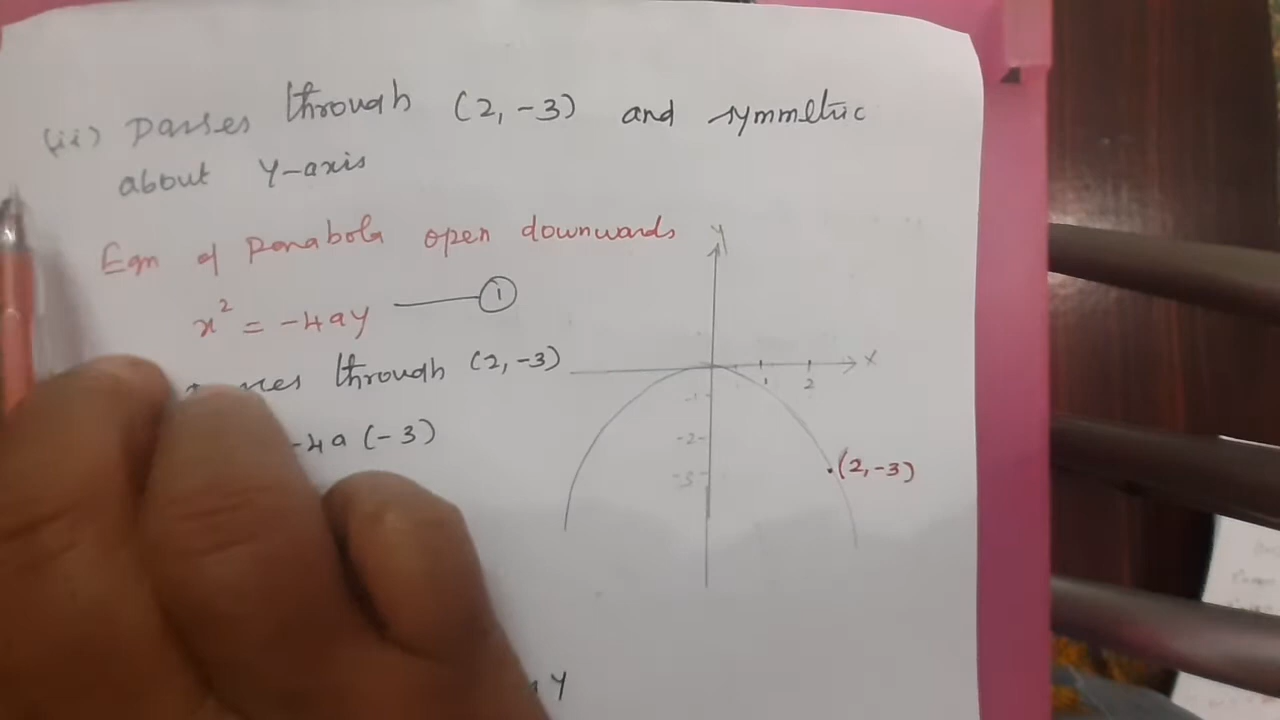 (ii) passes through (2, -3) and symmetric
about Y-axis
Eqn of Parabola open downwards
x² = -4ay —— ①
through (2, -3)
-4a (-3)
Y
X
1
2
-1
-2
-3
(2, -3)
y